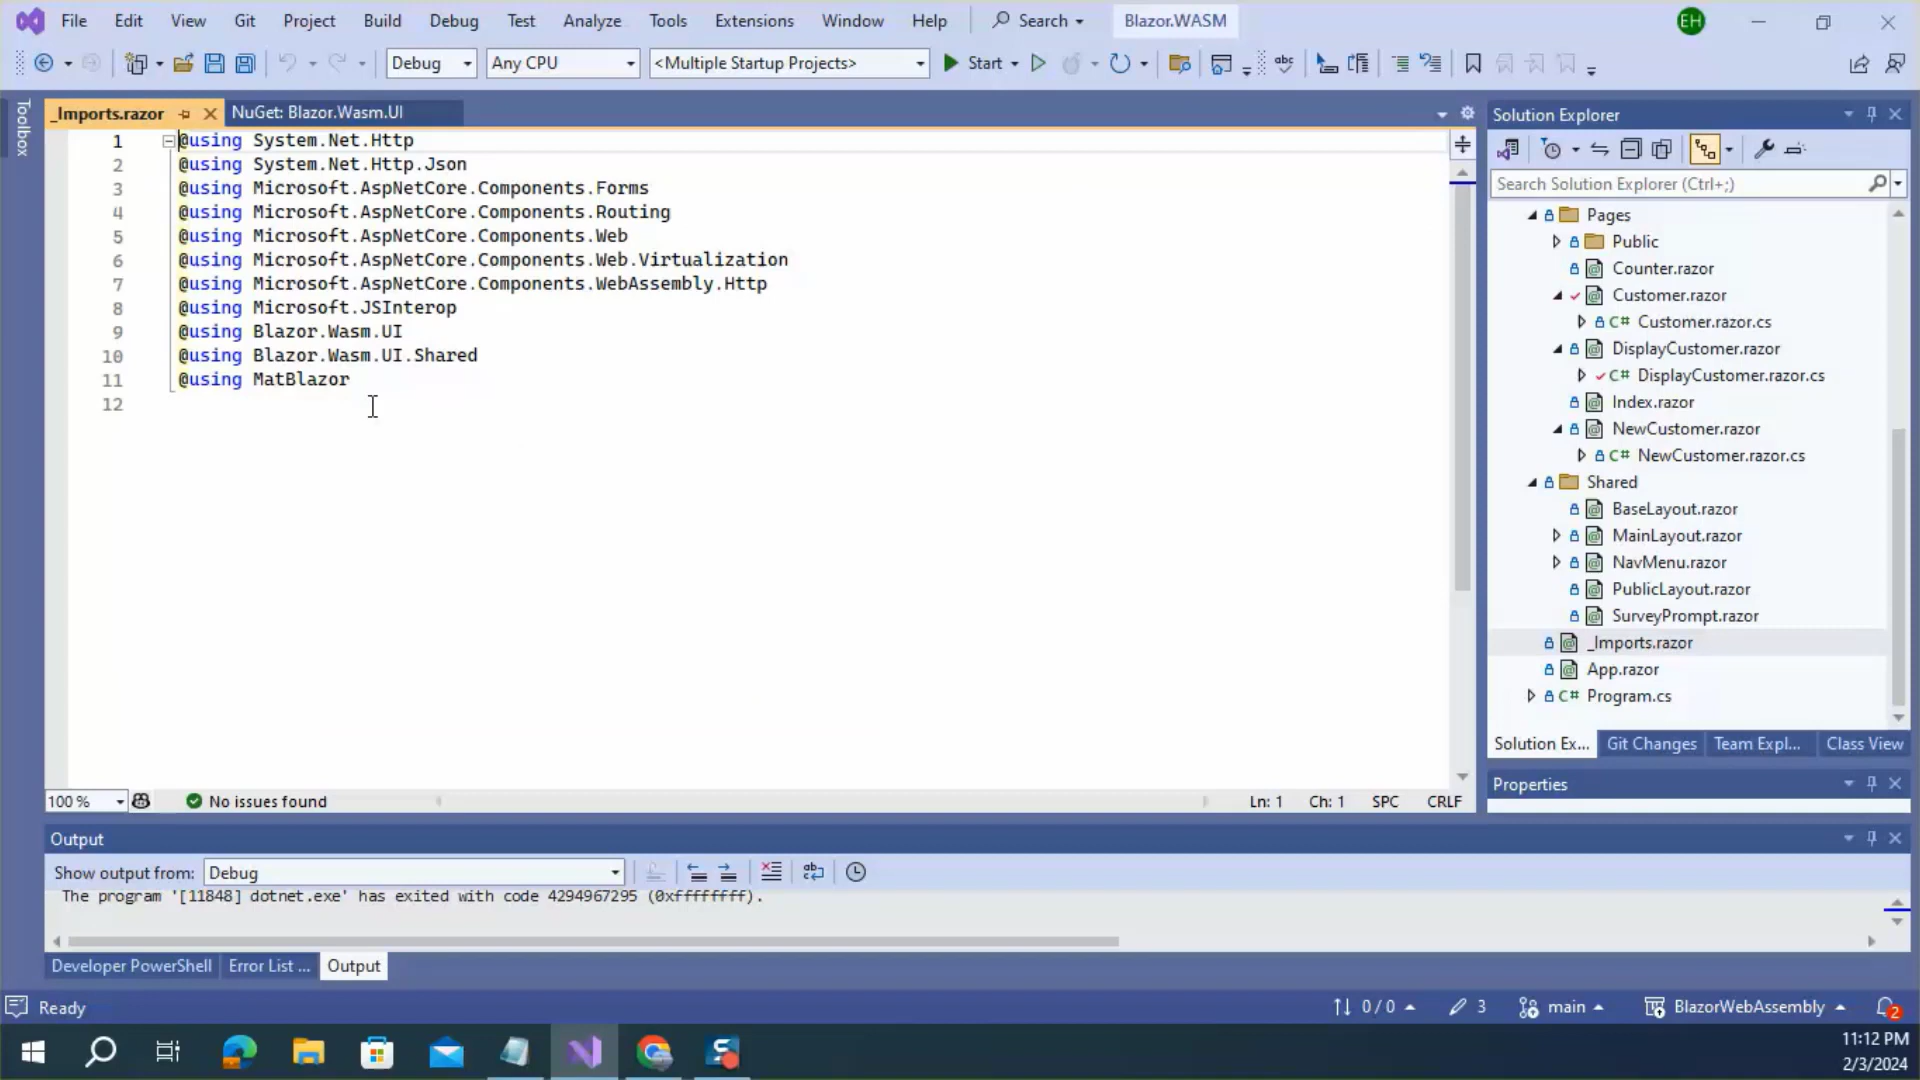 File Edit View Git Project Build Debug Test Analyze Tools Extensions Window Help Search Blazor.WASM EH
Debug Any CPU <Multiple Startup Projects> Start
Toolbox
_Imports.razor NuGet: Blazor.Wasm.UI
1 @using System.Net.Http
2 @using System.Net.Http.Json
3 @using Microsoft.AspNetCore.Components.Forms
4 @using Microsoft.AspNetCore.Components.Routing
5 @using Microsoft.AspNetCore.Components.Web
6 @using Microsoft.AspNetCore.Components.Web.Virtualization
7 @using Microsoft.AspNetCore.Components.WebAssembly.Http
8 @using Microsoft.JSInterop
9 @using Blazor.Wasm.UI
10 @using Blazor.Wasm.UI.Shared
11 @using MatBlazor
12
100 % No issues found Ln: 1 Ch: 1 SPC CRLF
Solution Explorer
Search Solution Explorer (Ctrl+;)
Pages
Public
Counter.razor
Customer.razor
C# Customer.razor.cs
DisplayCustomer.razor
C# DisplayCustomer.razor.cs
Index.razor
NewCustomer.razor
C# NewCustomer.razor.cs
Shared
BaseLayout.razor
MainLayout.razor
NavMenu.razor
PublicLayout.razor
SurveyPrompt.razor
_Imports.razor
App.razor
C# Program.cs
Solution Ex... Git Changes Team Expl... Class View
Properties
Output
Show output from: Debug
The program '[11848] dotnet.exe' has exited with code 4294967295 (0xffffffff).
Developer PowerShell Error List ... Output
Ready 0 / 0 3 main BlazorWebAssembly 2
11:12 PM
2/3/2024